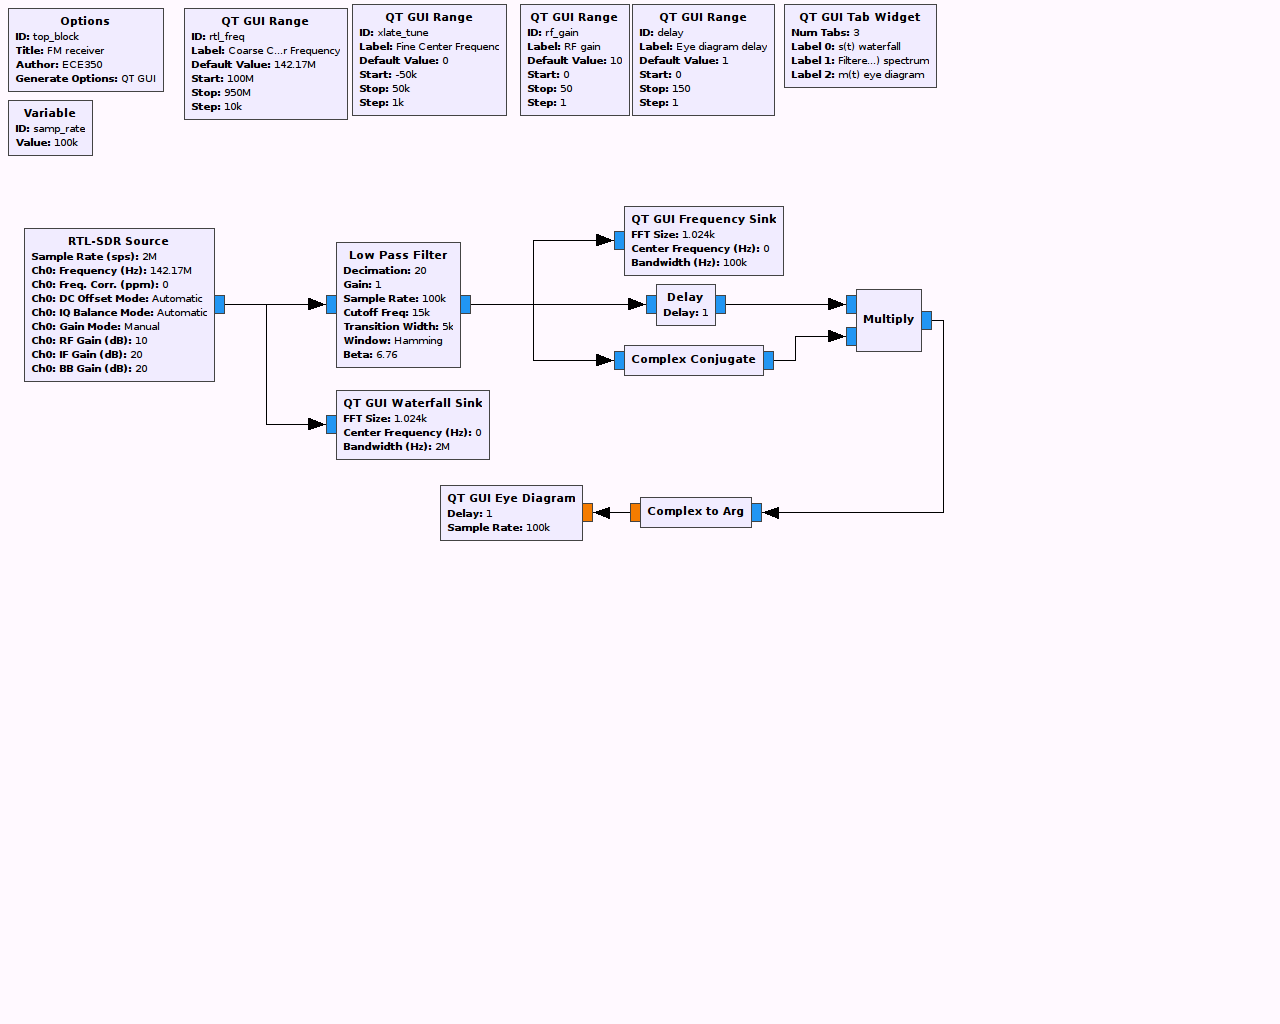 Options
ID: top_block
Title: FM receiver
Author: ECE350
Generate Options: QT GUI
Variable
ID: samp_rate
Value: 100k
QT GUI Range
ID: rtl_freq
Label: Coarse C...r Frequency
Default Value: 142.17M
Start: 100M
Stop: 950M
Step: 10k
QT GUI Range
ID: xlate_tune
Label: Fine Center Frequenc
Default Value: 0
Start: -50k
Stop: 50k
Step: 1k
QT GUI Range
ID: rf_gain
Label: RF gain
Default Value: 10
Start: 0
Stop: 50
Step: 1
QT GUI Range
ID: delay
Label: Eye diagram delay
Default Value: 1
Start: 0
Stop: 150
Step: 1
QT GUI Tab Widget
Num Tabs: 3
Label 0: s(t) waterfall
Label 1: Filtere...) spectrum
Label 2: m(t) eye diagram
RTL-SDR Source
Sample Rate (sps): 2M
Ch0: Frequency (Hz): 142.17M
Ch0: Freq. Corr. (ppm): 0
Ch0: DC Offset Mode: Automatic
Ch0: IQ Balance Mode: Automatic
Ch0: Gain Mode: Manual
Ch0: RF Gain (dB): 10
Ch0: IF Gain (dB): 20
Ch0: BB Gain (dB): 20
Low Pass Filter
Decimation: 20
Gain: 1
Sample Rate: 100k
Cutoff Freq: 15k
Transition Width: 5k
Window: Hamming
Beta: 6.76
QT GUI Waterfall Sink
FFT Size: 1.024k
Center Frequency (Hz): 0
Bandwidth (Hz): 2M
QT GUI Frequency Sink
FFT Size: 1.024k
Center Frequency (Hz): 0
Bandwidth (Hz): 100k
Delay
Delay: 1
Complex Conjugate
Multiply
QT GUI Eye Diagram
Delay: 1
Sample Rate: 100k
Complex to Arg